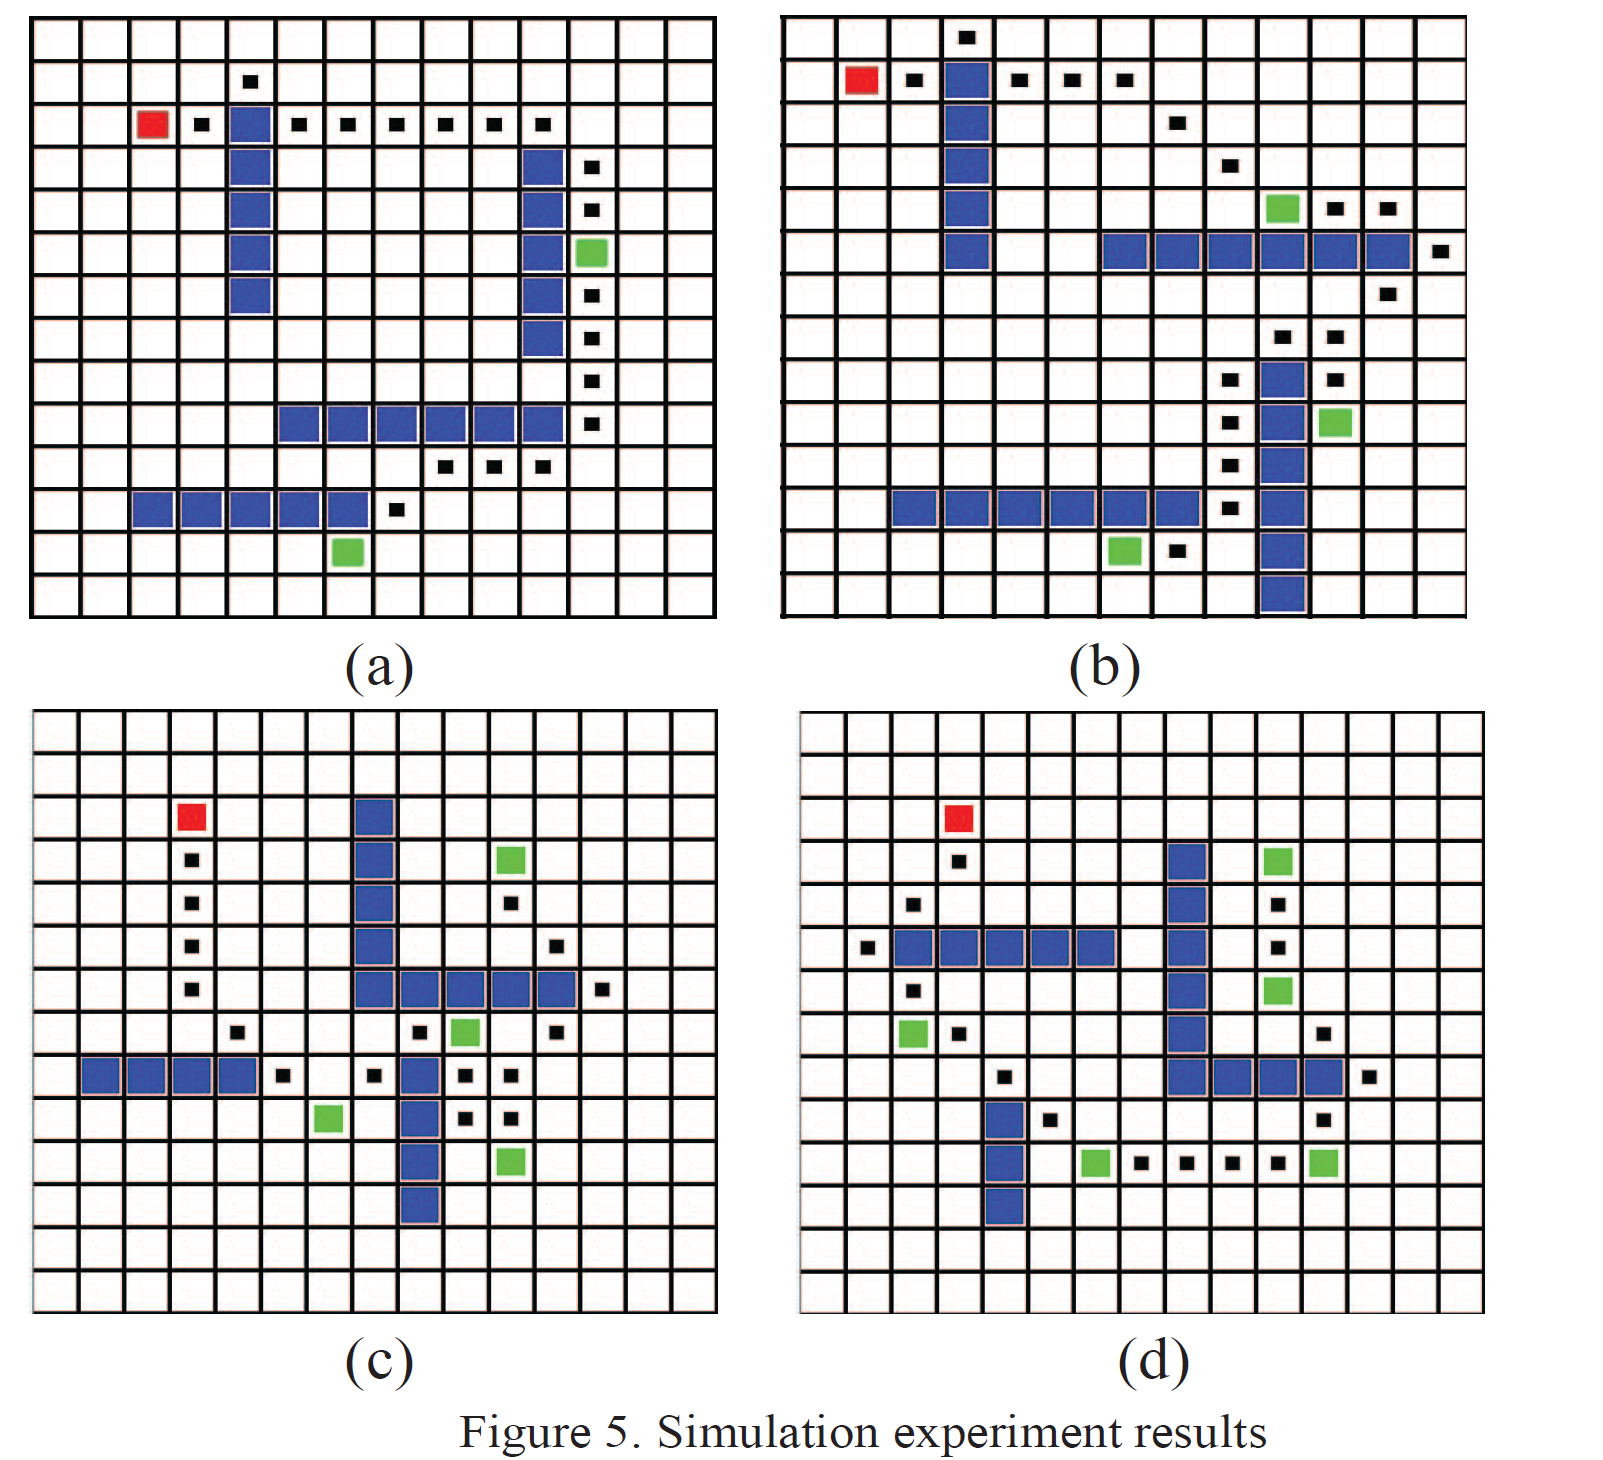 (a)
(b)
(c)
(d)
Figure 5. Simulation experiment results